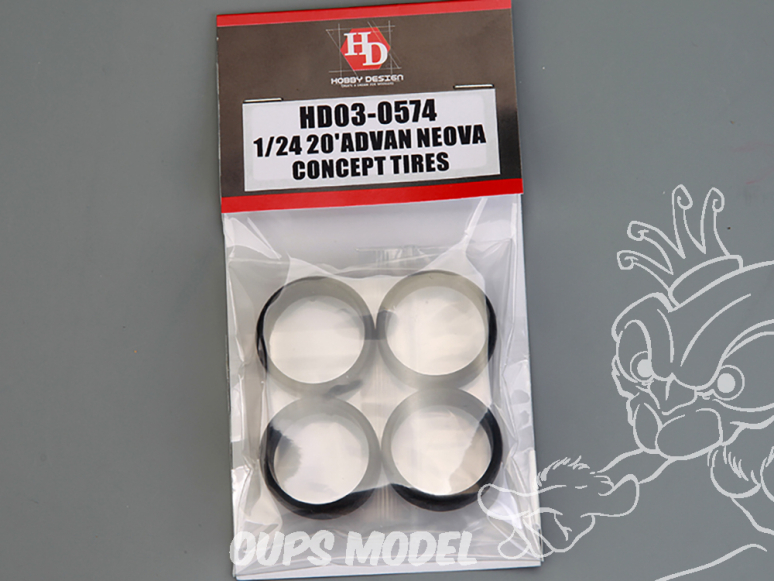 HD
HOBBY DESIGN
HD03-0574
1/24 20'ADVAN NEOVA
CONCEPT TIRES
OUPS MODEL